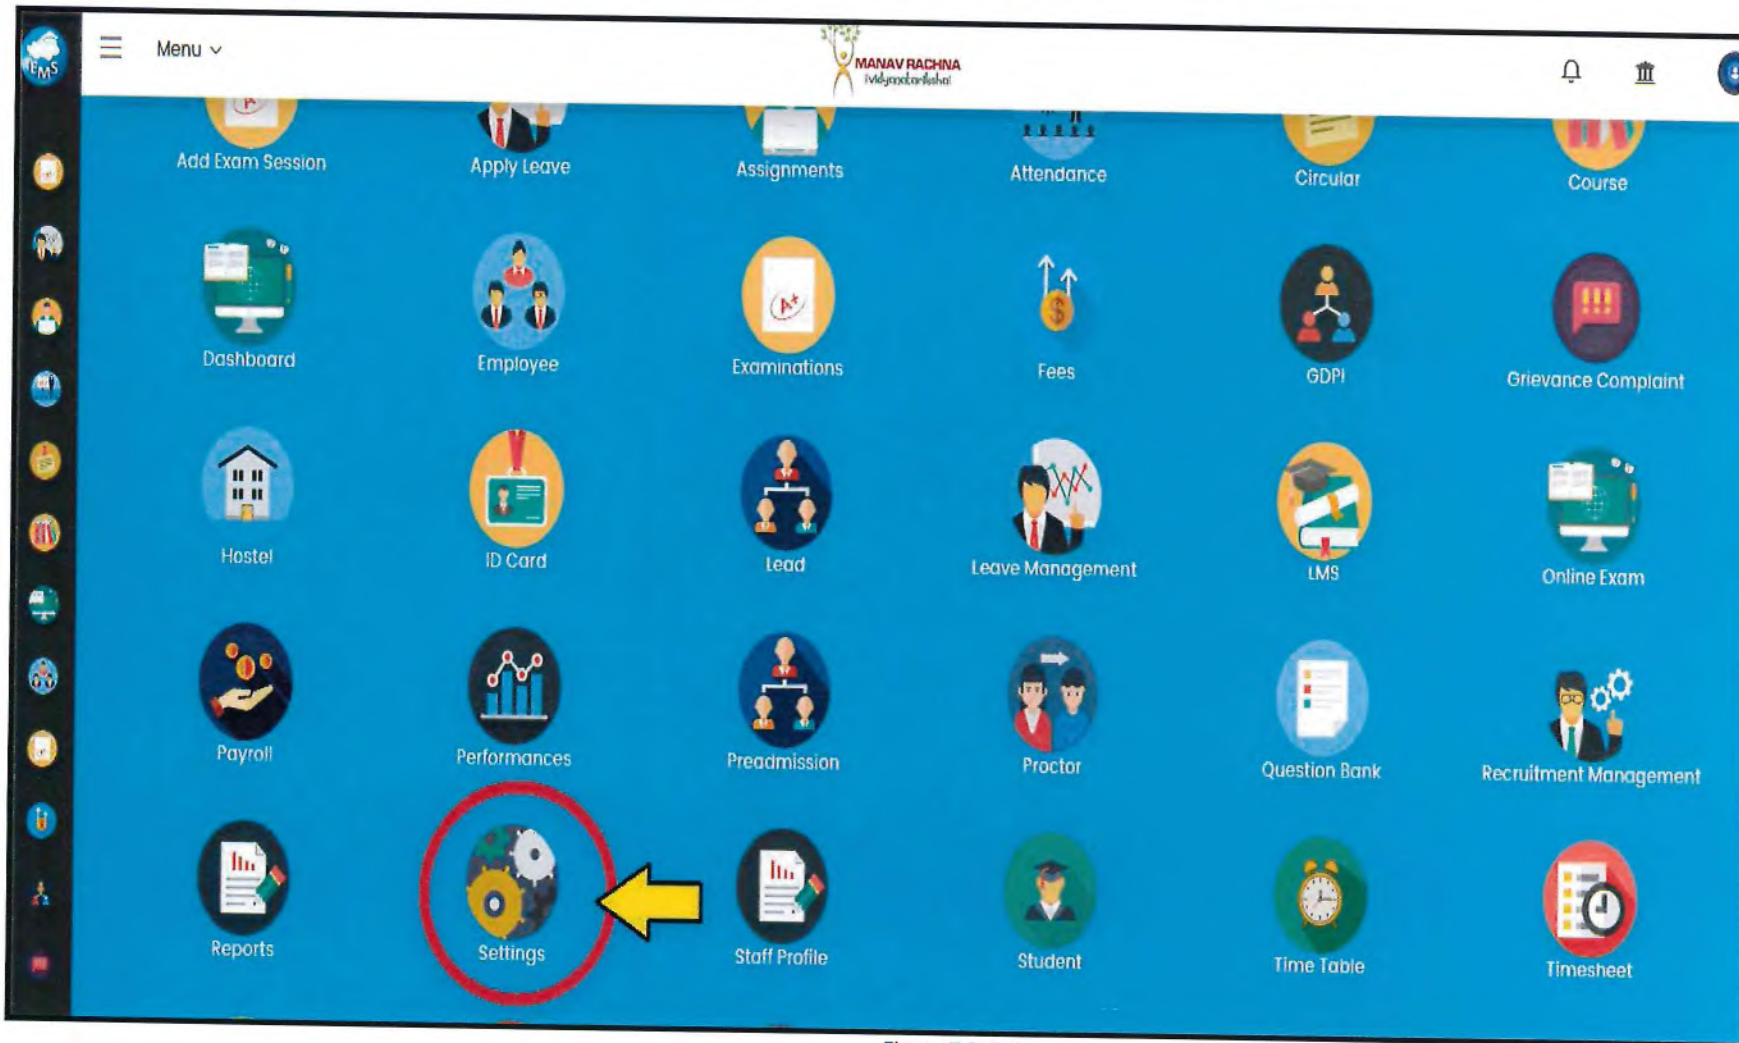 EMS
Menu
MANAV RACHNA
Add Exam Session
Apply Leave
Assignments
Attendance
Circular
Course
A+
Dashboard
Employee
Examinations
Fees
GDPI
Grievance Complaint
Hostel
ID Card
Lead
Leave Management
LMS
Online Exam
Payroll
Performances
Preadmission
Proctor
Question Bank
Recruitment Management
Reports
Settings
Staff Profile
Student
Time Table
Timesheet